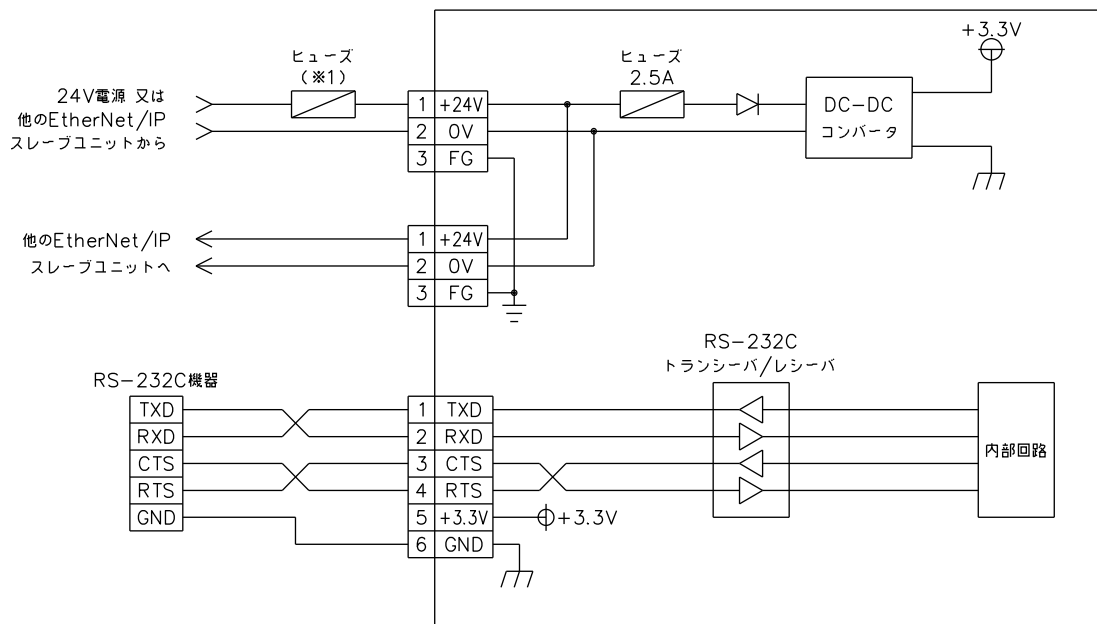 +3.3V
ヒューズ
(※1)
ヒューズ
2.5A
24V電源 又は
他のEtherNet/IP
スレーブユニットから
1 +24V
2 0V
3 FG
DC-DC
コンバータ
他のEtherNet/IP
スレーブユニットへ
1 +24V
2 0V
3 FG
RS-232C
トランシーバ/レシーバ
RS-232C機器
TXD
RXD
CTS
RTS
GND
1 TXD
2 RXD
3 CTS
4 RTS
5 +3.3V
6 GND
+3.3V
内部回路